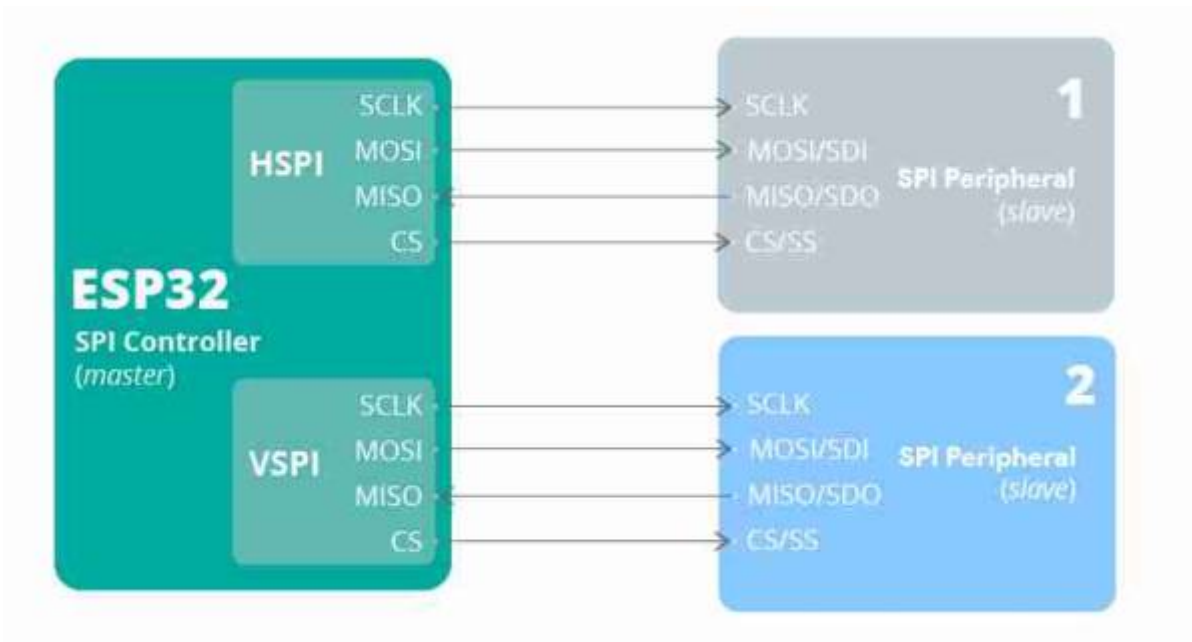 ESP32
SPI Controller
(master)
HSPI
SCLK
MOSI
MISO
CS
VSPI
SCLK
MOSI
MISO
CS
SCLK
MOSI/SDI
MISO/SDO
CS/SS
1
SPI Peripheral
(slave)
SCLK
MOSI/SDI
MISO/SDO
CS/SS
2
SPI Peripheral
(slave)